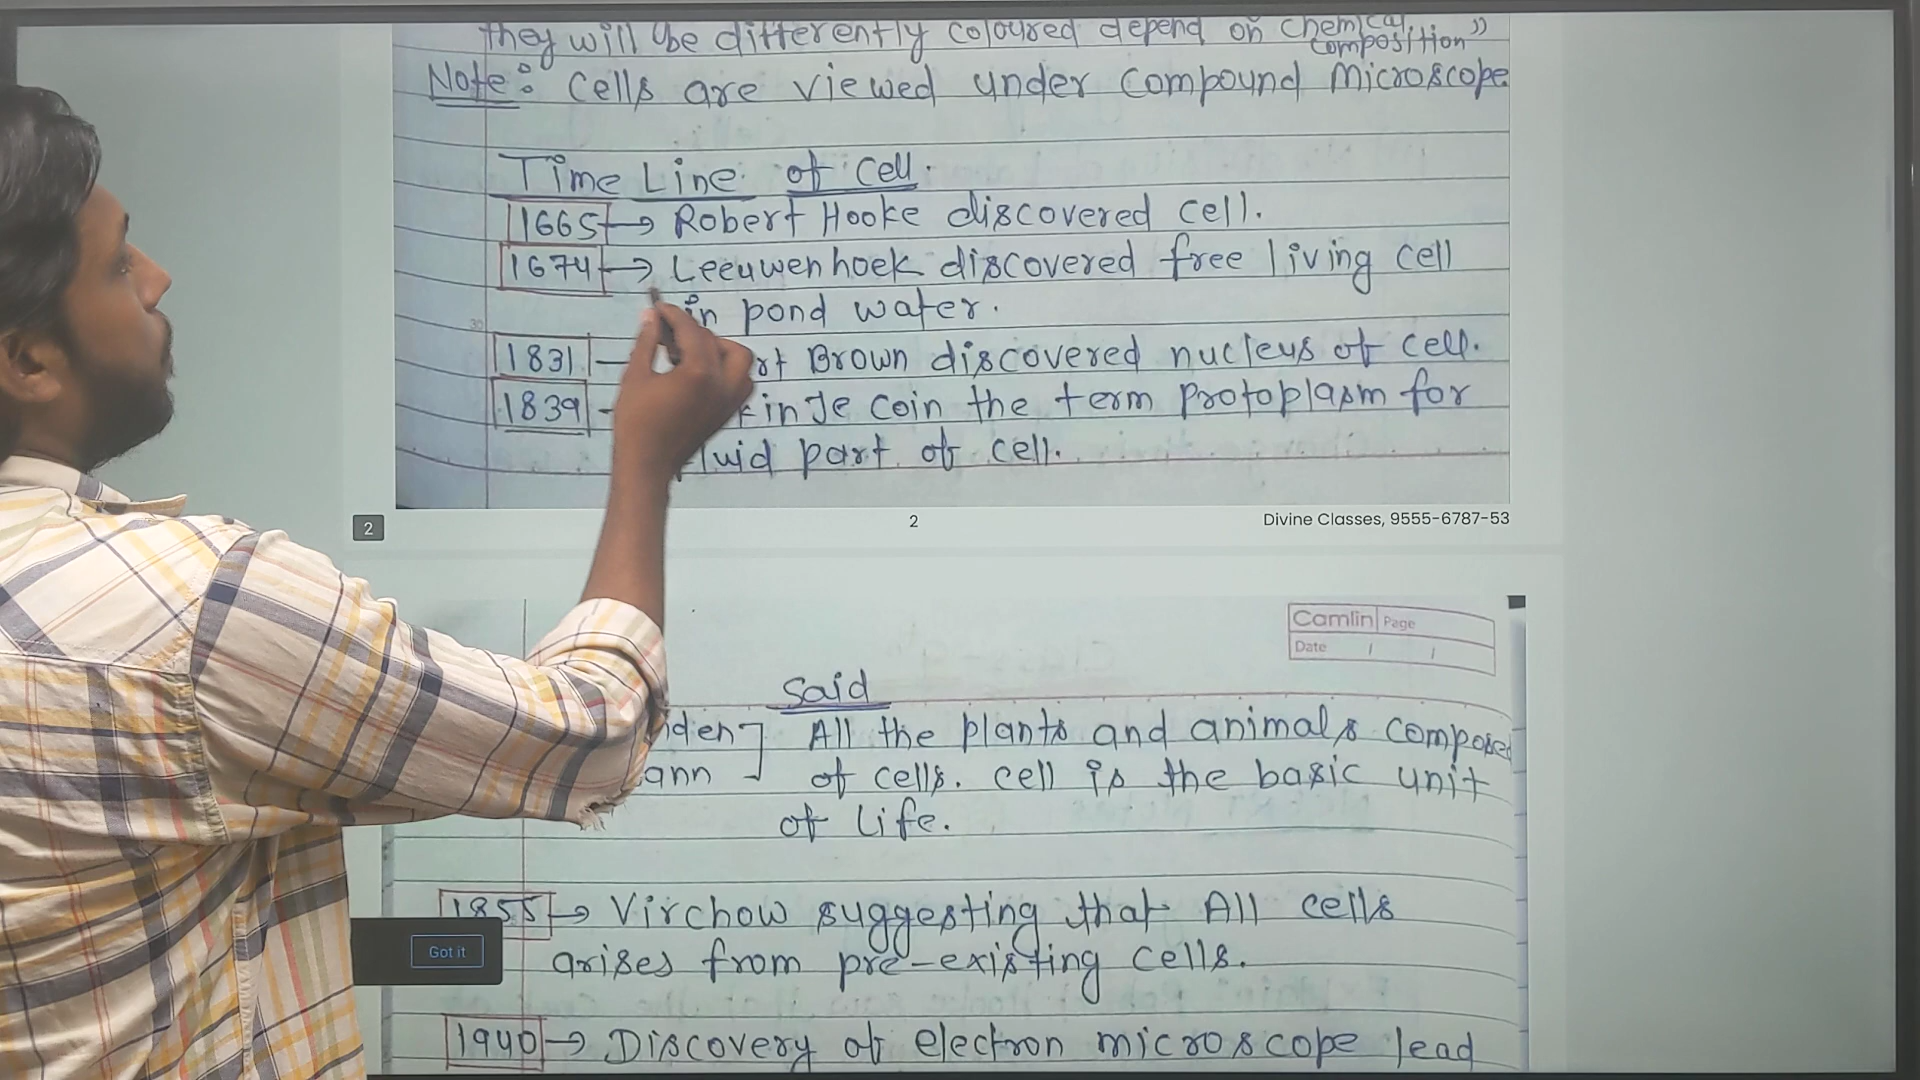 they will be differently coloured depend on chemical
composition"
Note: Cells are viewed under compound Microscope
Time Line of Cell.
1665 → Robert Hooke discovered cell.
1674 → Leeuwenhoek discovered free living cell
in pond water.
1831 Brown discovered nucleus of cell.
1839 coin the term Protoplasm for
part of cell.
2
2
Divine Classes, 9555-6787-53
Camlin Page
Date / /
Said
All the plants and animals composed
of cells. cell is the basic unit
of life.
1855 → Virchow suggesting that All cells
Got it
arises from pre-existing cells.
1940 → Discovery of electron microscope lead